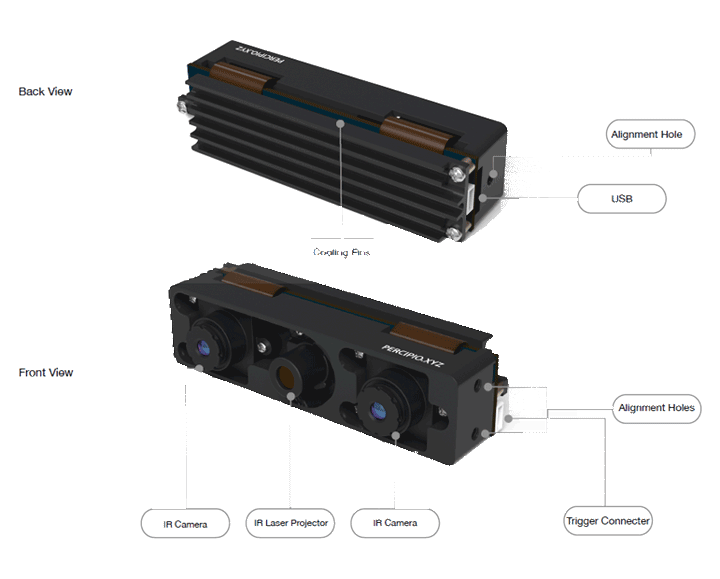 PERCIPIO.XYZ
Back View
Alignment Hole
USB
Cooling Fins
PERCIPIO.XYZ
Front View
Alignment Holes
IR Camera
IR Laser Projector
IR Camera
Trigger Connecter